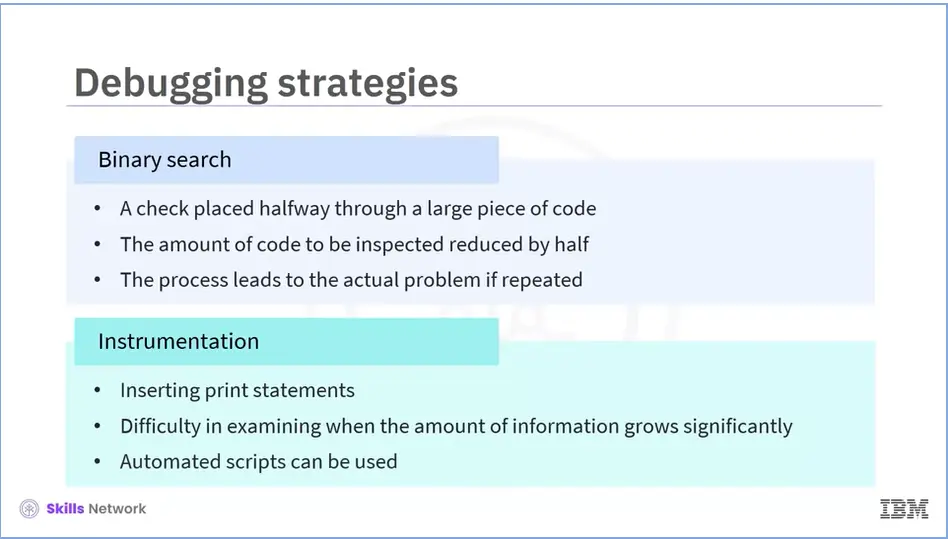 Debugging strategies
Binary search
• A check placed halfway through a large piece of code
• The amount of code to be inspected reduced by half
• The process leads to the actual problem if repeated
Instrumentation
• Inserting print statements
• Difficulty in examining when the amount of information grows significantly
• Automated scripts can be used
Skills Network
IBM